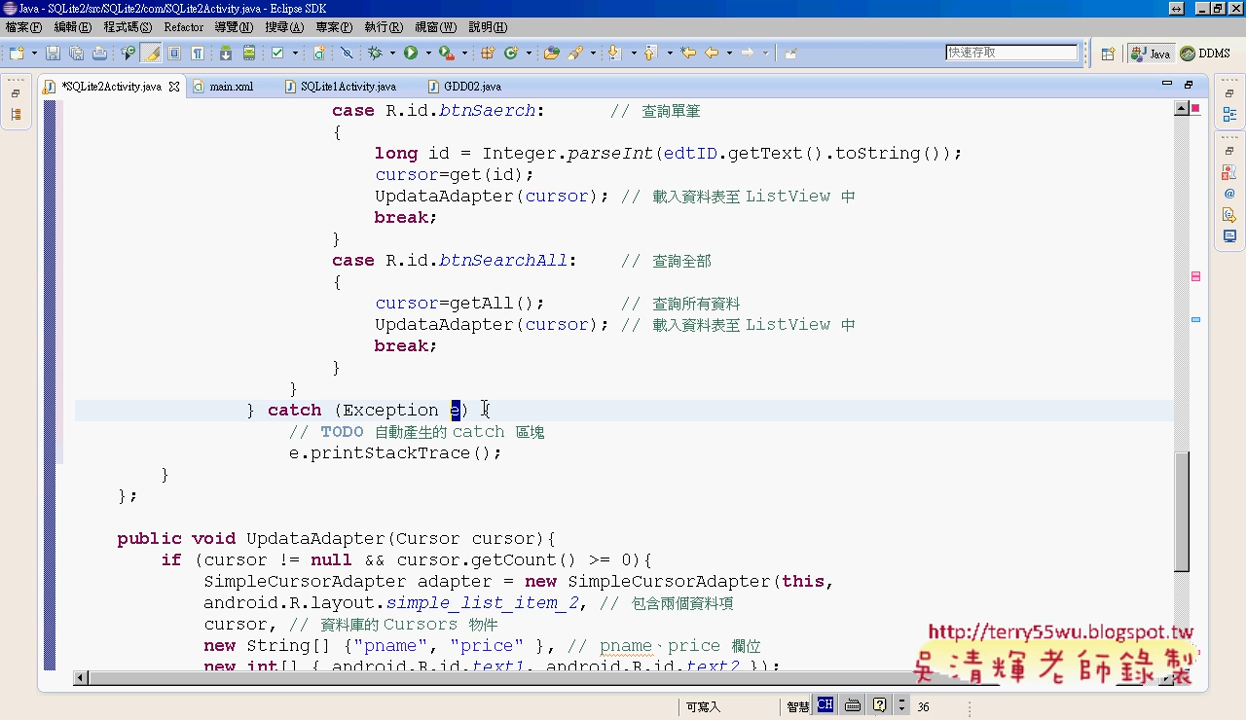 Java - SQLite2/src/SQLite2/com/SQLite2Activity.java - Eclipse SDK
檔案(F) 編輯(E) 程式碼(S) Refactor 導覽(N) 搜尋(A) 專案(P) 執行(R) 視窗(W) 說明(H)
快速存取 Java DDMS
*SQLite2Activity.java main.xml SQLite1Activity.java GDD02.java
case R.id.btnSaerch: // 查詢單筆
{
long id = Integer.parseInt(edtID.getText().toString());
cursor=get(id);
UpdataAdapter(cursor); // 載入資料表至 ListView 中
break;
}
case R.id.btnSearchAll: // 查詢全部
{
cursor=getAll(); // 查詢所有資料
UpdataAdapter(cursor); // 載入資料表至 ListView 中
break;
}
}
} catch (Exception e) {
// TODO 自動產生的 catch 區塊
e.printStackTrace();
}
};
public void UpdataAdapter(Cursor cursor){
if (cursor != null && cursor.getCount() >= 0){
SimpleCursorAdapter adapter = new SimpleCursorAdapter(this,
android.R.layout.simple_list_item_2, // 包含兩個資料項
cursor, // 資料庫的 Cursors 物件
new String[] {"pname", "price" }, // pname、price 欄位
new int[] { android.R.id.text1, android.R.id.text2 });
http://terry55wu.blogspot.tw
吳清輝老師錄製
可寫入 智慧 CH 36